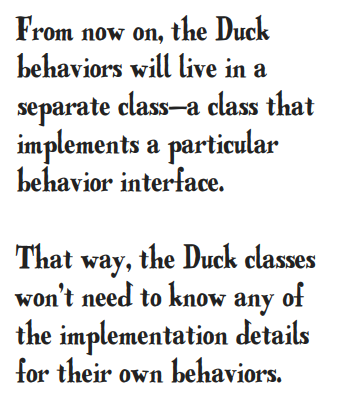 From now on, the Duck
behaviors will live in a
separate class—a class that
implements a particular
behavior interface.
That way, the Duck classes
won't need to know any of
the implementation details
for their own behaviors.